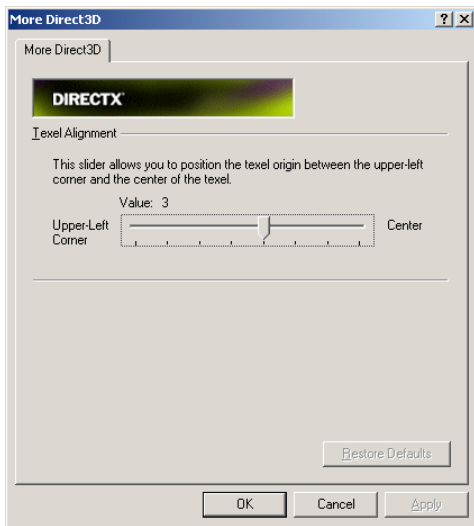 More Direct3D
More Direct3D
DIRECTX
Texel Alignment
This slider allows you to position the texel origin between the upper-left
corner and the center of the texel.
Value: 3
Upper-Left
Corner
Center
Restore Defaults
OK Cancel Apply